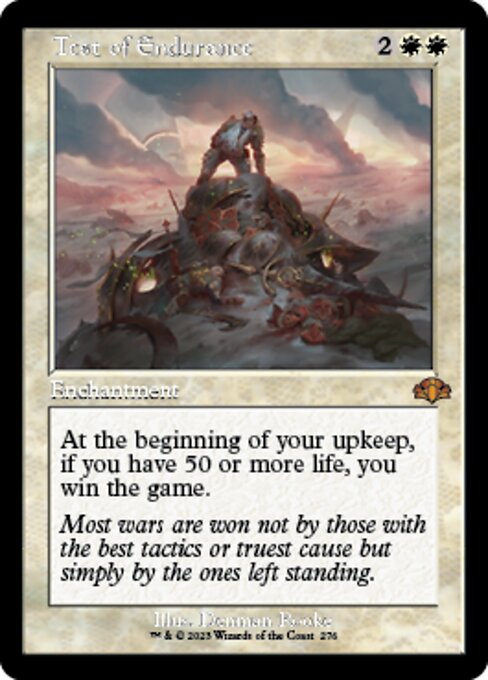 Test of Endurance 2
Enchantment
At the beginning of your upkeep,
if you have 50 or more life, you
win the game.
Most wars are won not by those with
the best tactics or truest cause but
simply by the ones left standing.
Illus. Denman Rooke
™ & © 2023 Wizards of the Coast 276